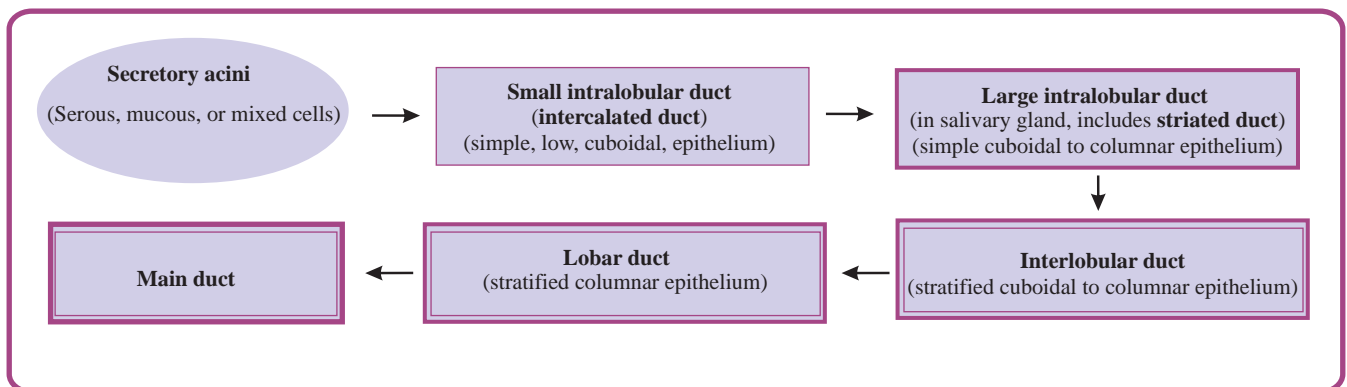 Secretory acini
(Serous, mucous, or mixed cells)
Small intralobular duct
(intercalated duct)
(simple, low, cuboidal, epithelium)
Large intralobular duct
(in salivary gland, includes striated duct)
(simple cuboidal to columnar epithelium)
Interlobular duct
(stratified cuboidal to columnar epithelium)
Lobar duct
(stratified columnar epithelium)
Main duct